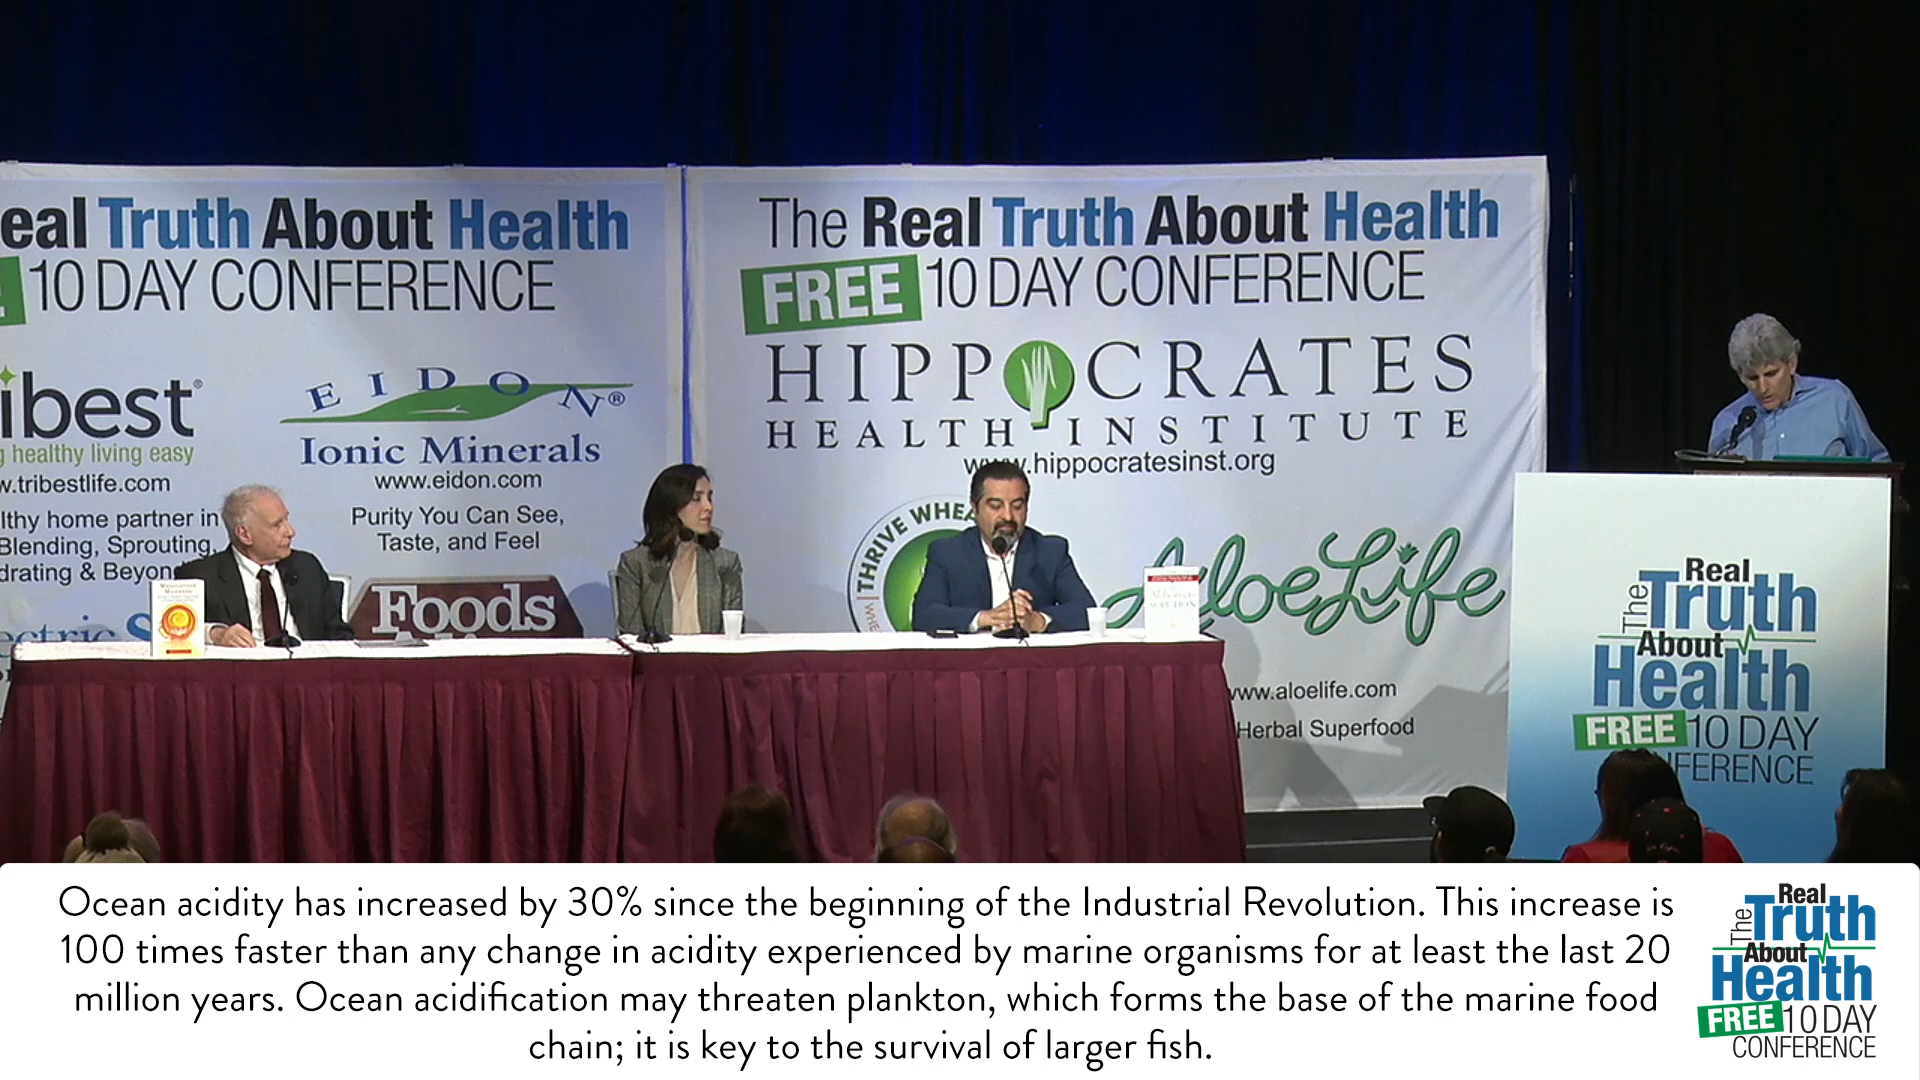 eal Truth About Health
10 DAY CONFERENCE
ibest®
g healthy living easy
w.tribestlife.com
lthy home partner in
Blending, Sprouting,
drating & Beyon
EIDON®
Ionic Minerals
www.eidon.com
Purity You Can See,
Taste, and Feel
ectric S
Foods
The Real Truth About Health
FREE 10 DAY CONFERENCE
HIPPOCRATES
HEALTH INSTITUTE
www.hippocratesinst.org
THRIVE WHEA
AloeLife
www.aloelife.com
Herbal Superfood
SOLUTION
The Real
Truth
About
Health
FREE 10 DAY
NFERENCE
Ocean acidity has increased by 30% since the beginning of the Industrial Revolution. This increase is
100 times faster than any change in acidity experienced by marine organisms for at least the last 20
million years. Ocean acidification may threaten plankton, which forms the base of the marine food
chain; it is key to the survival of larger fish.
The Real
Truth
About
Health
FREE 10 DAY
CONFERENCE